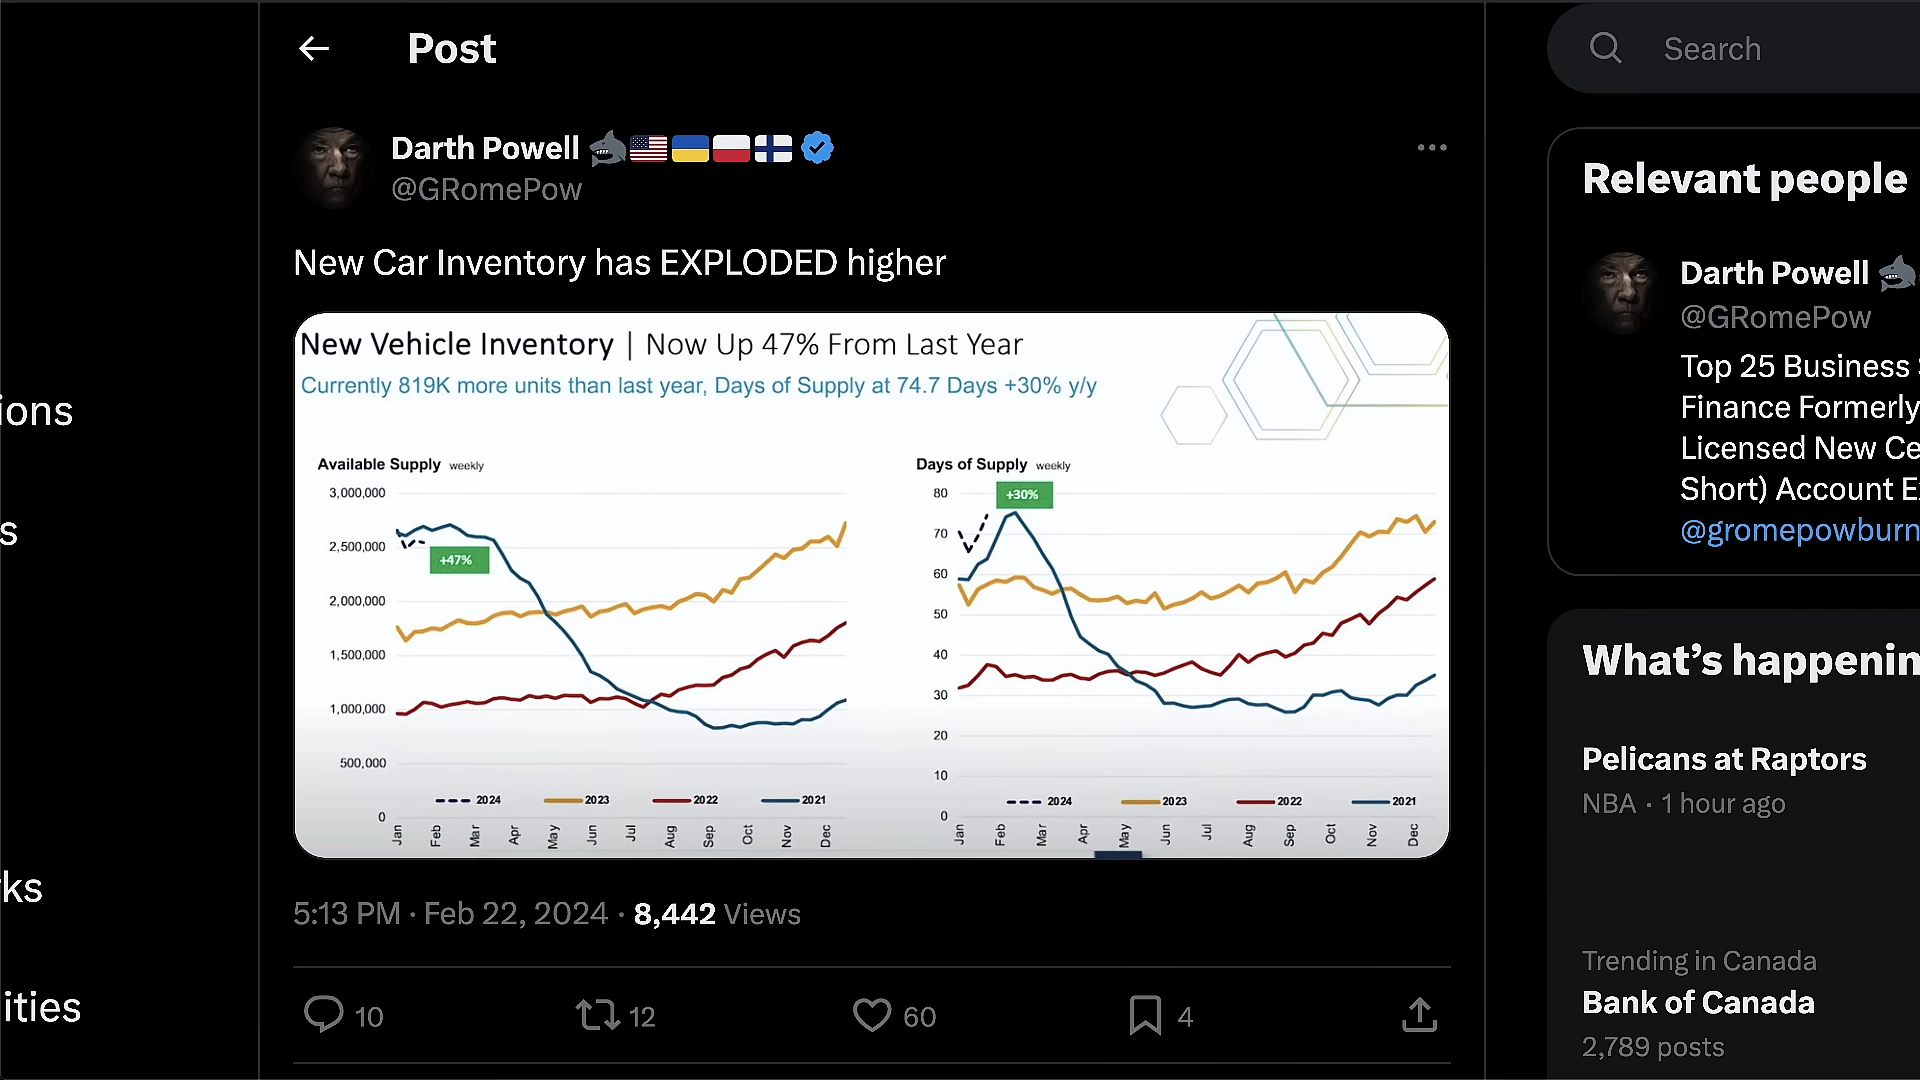 Post
Search
Darth Powell
@GRomePow
New Car Inventory has EXPLODED higher
New Vehicle Inventory | Now Up 47% From Last Year
Currently 819K more units than last year, Days of Supply at 74.7 Days +30% y/y
Available Supply weekly
3,000,000
2,500,000
2,000,000
1,500,000
1,000,000
500,000
0
+47%
2024 2023 2022 2021
Jan Feb Mar Apr May Jun Jul Aug Sep Oct Nov Dec
Days of Supply weekly
80
70
60
50
40
30
20
10
0
+30%
2024 2023 2022 2021
Jan Feb Mar Apr May Jun Jul Aug Sep Oct Nov Dec
5:13 PM · Feb 22, 2024 · 8,442 Views
10 12 60 4
ions
s
ks
lities
Relevant people
Darth Powell
@GRomePow
Top 25 Business
Finance Formerly
Licensed New Ce
Short) Account E
@gromepowburn
What's happenin
Pelicans at Raptors
NBA · 1 hour ago
Trending in Canada
Bank of Canada
2,789 posts